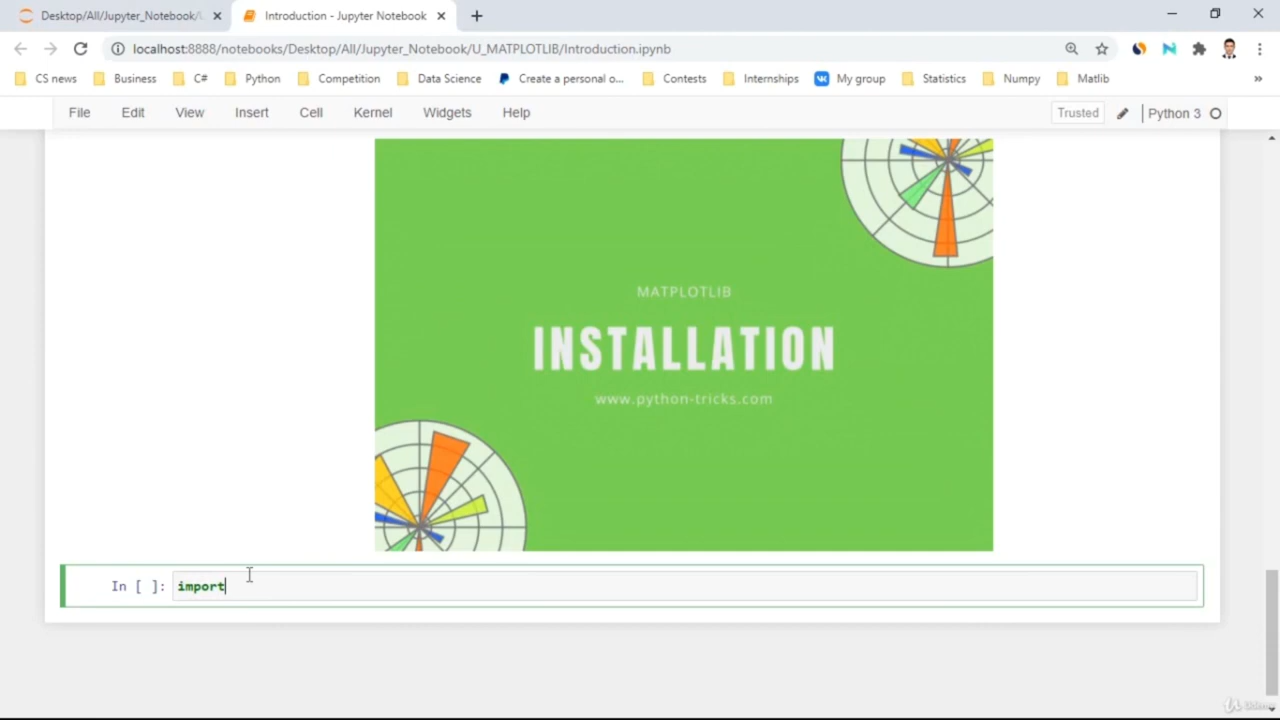 Desktop/All/Jupyter_Notebook/
Introduction - Jupyter Notebook
localhost:8888/notebooks/Desktop/All/Jupyter_Notebook/U_MATPLOTLIB/Introduction.ipynb
CS news Business C# Python Competition Data Science Create a personal o... Contests Internships My group Statistics Numpy Matlib »
File Edit View Insert Cell Kernel Widgets Help Trusted Python 3
MATPLOTLIB
INSTALLATION
www.python-tricks.com
In [ ]: import